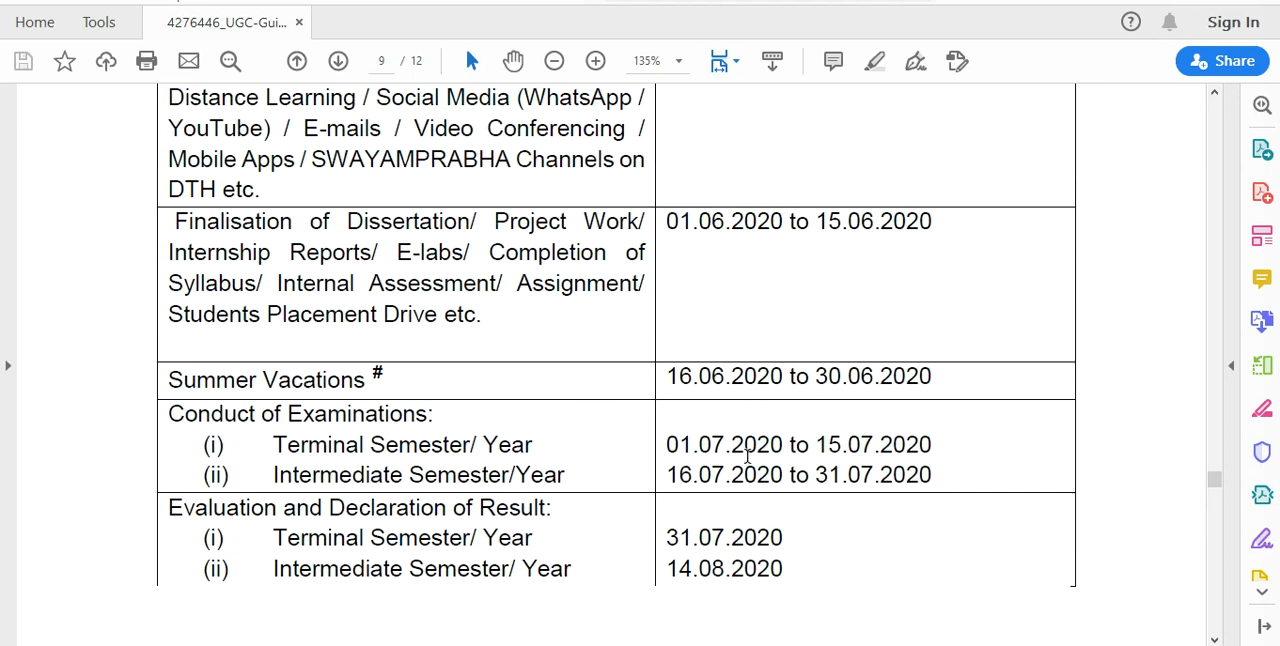 Home Tools 4276446_UGC-Gui... × Sign In
9 / 12 135% Share
Distance Learning / Social Media (WhatsApp /
YouTube) / E-mails / Video Conferencing /
Mobile Apps / SWAYAMPRABHA Channels on
DTH etc.
Finalisation of Dissertation/ Project Work/ 01.06.2020 to 15.06.2020
Internship Reports/ E-labs/ Completion of
Syllabus/ Internal Assessment/ Assignment/
Students Placement Drive etc.
Summer Vacations # 16.06.2020 to 30.06.2020
Conduct of Examinations:
(i) Terminal Semester/ Year 01.07.2020 to 15.07.2020
(ii) Intermediate Semester/Year 16.07.2020 to 31.07.2020
Evaluation and Declaration of Result:
(i) Terminal Semester/ Year 31.07.2020
(ii) Intermediate Semester/ Year 14.08.2020